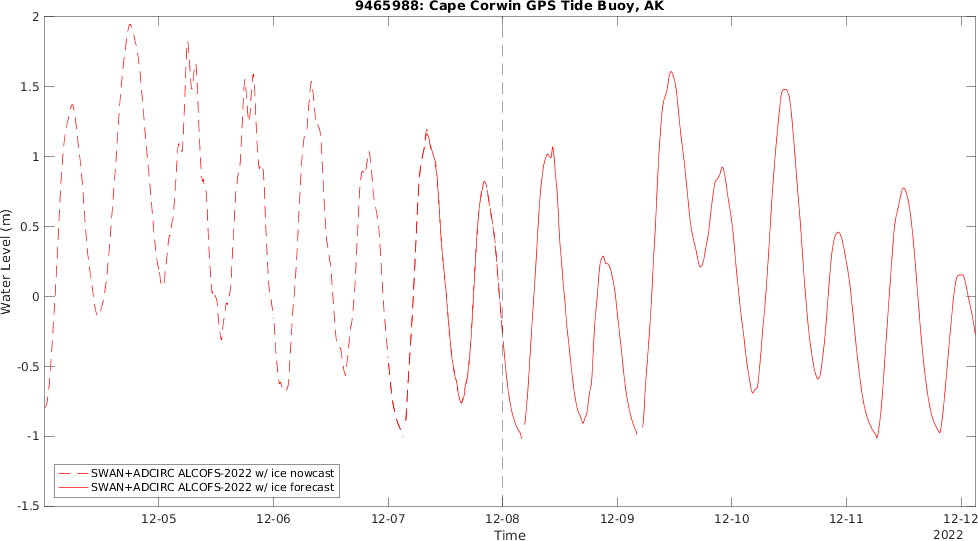 9465988: Cape Corwin GPS Tide Buoy, AK
2
1.5
1
0.5
0
-0.5
-1
-1.5
Water Level (m)
SWAN+ADCIRC ALCOFS-2022 w/ ice nowcast
SWAN+ADCIRC ALCOFS-2022 w/ ice forecast
12-05 12-06 12-07 12-08 12-09 12-10 12-11 12-12
Time
2022